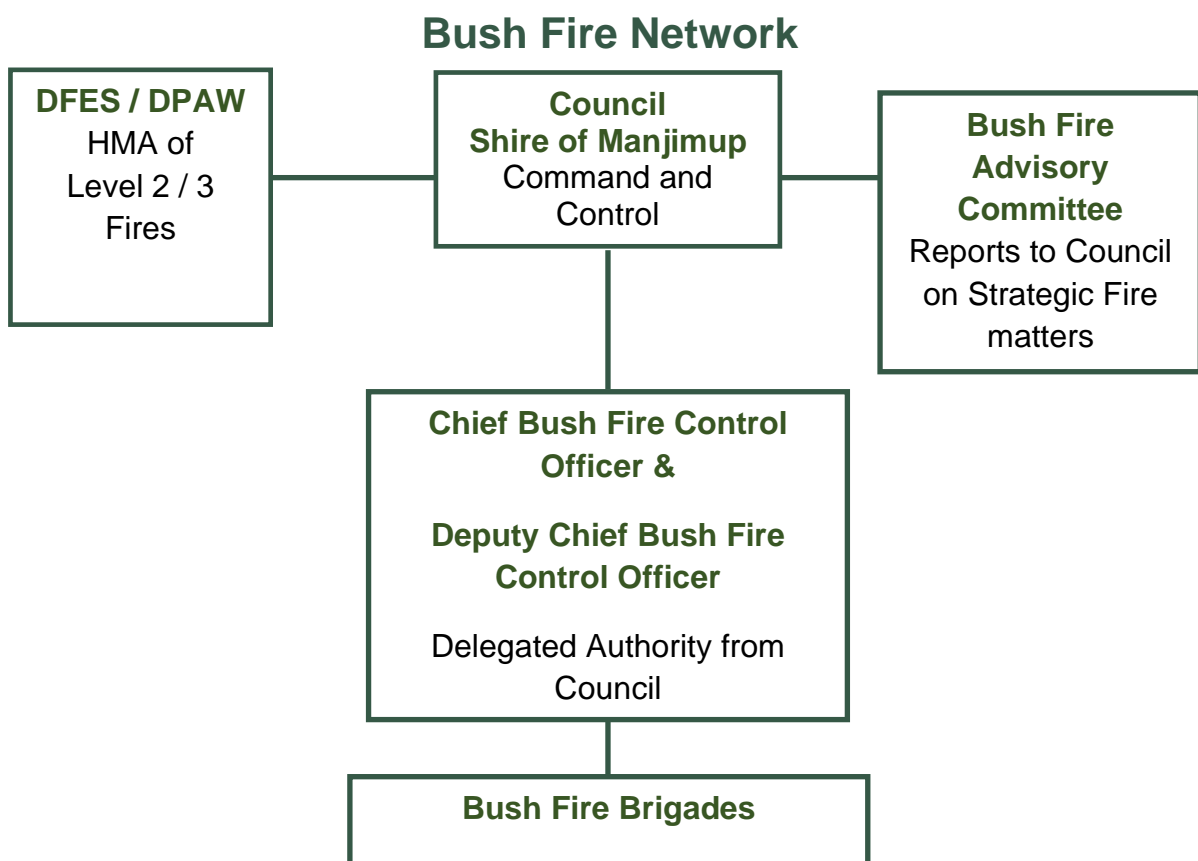 Bush Fire Network
DFES / DPAW
HMA of
Level 2 / 3
Fires
Council
Shire of Manjimup
Command and
Control
Bush Fire
Advisory
Committee
Reports to Council
on Strategic Fire
matters
Chief Bush Fire Control
Officer &
Deputy Chief Bush Fire
Control Officer
Delegated Authority from
Council
Bush Fire Brigades